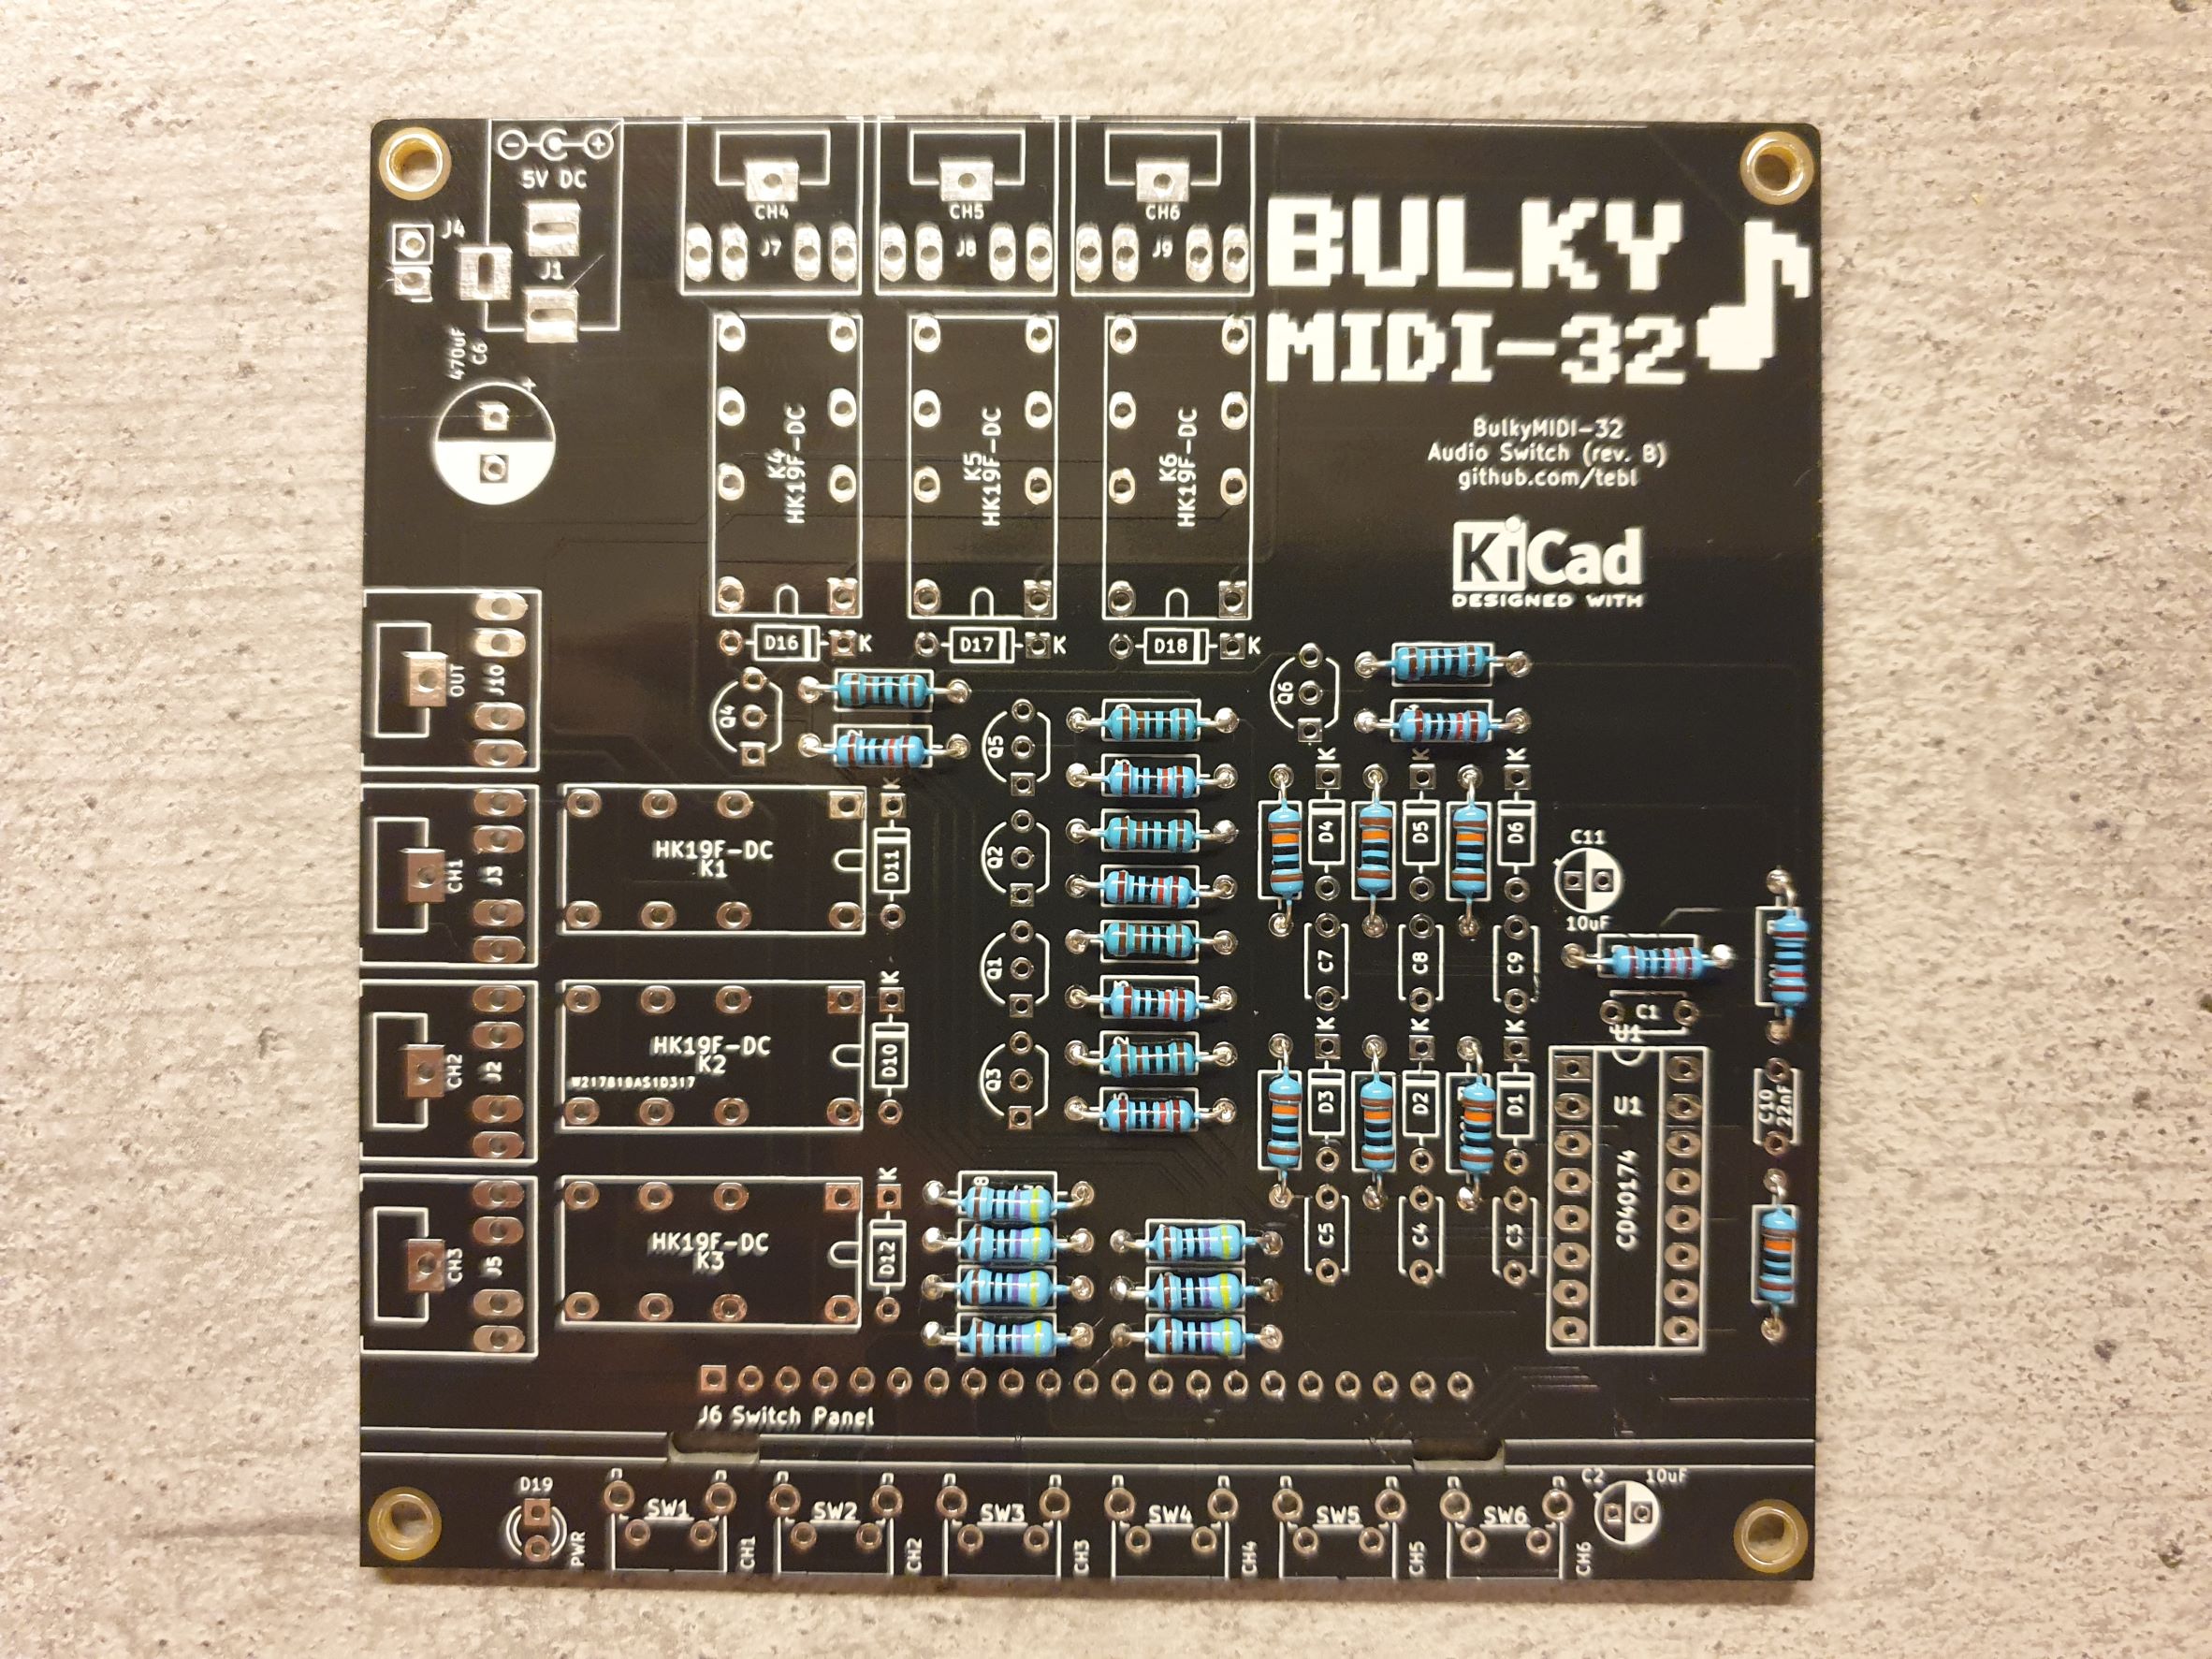 5V DC
J4
J1
470uF
C6
CH4
J7
CH5
J8
CH6
J9
BULKY
MIDI-32
BulkyMIDI-32
Audio Switch (rev. B)
github.com/tebl
KiCad
DESIGNED WITH
K4
HK19F-DC
K5
HK19F-DC
K6
HK19F-DC
D16
K
D17
K
D18
K
OUT
J10
Q4
Q5
Q6
K
K
K
K
CH1
J3
HK19F-DC
K1
D11
Q2
D4
D5
D6
C11
10uF
CH2
J2
HK19F-DC
K2
W217819AS1D317
K
D10
Q1
C7
C8
C9
C1
U1
Q3
K
K
K
D3
D2
D1
U1
CD40174
C10
22nF
CH3
J5
HK19F-DC
K3
K
D12
C5
C4
C3
J6 Switch Panel
D19
PWR
SW1
CH1
SW2
CH2
SW3
CH3
SW4
CH4
SW5
CH5
SW6
CH6
C2
10uF